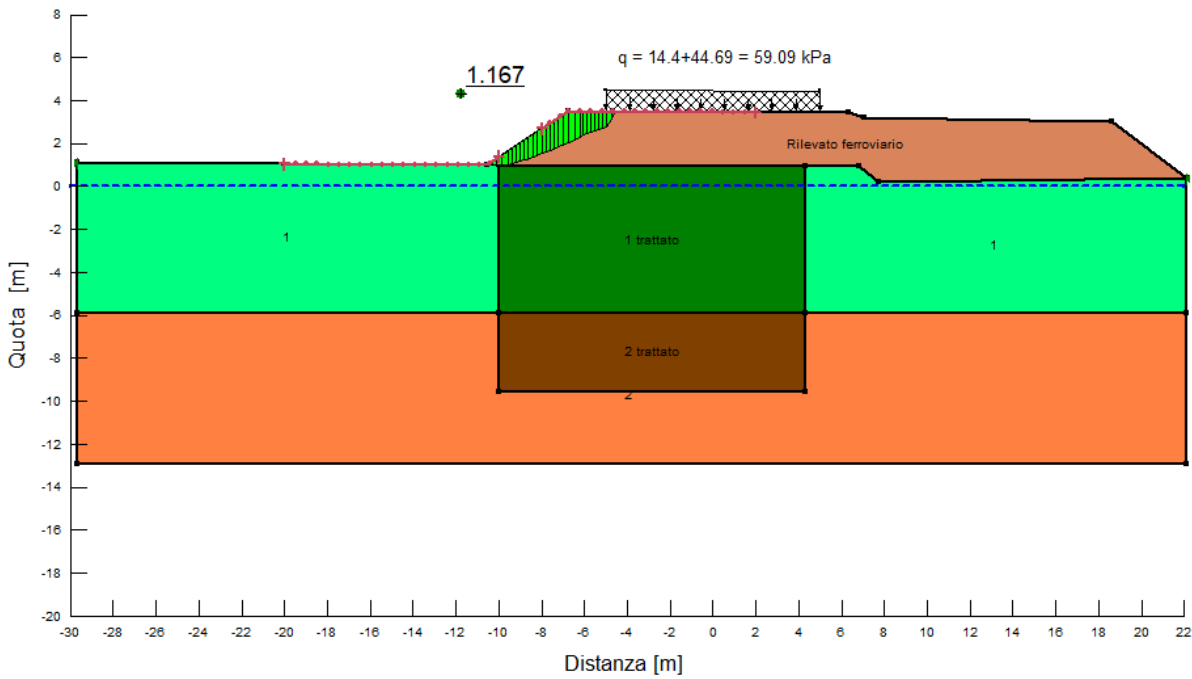 8
6
4
2
0
-2
-4
-6
-8
-10
-12
-14
-16
-18
-20
Quota [m]
1.167
q = 14.4+44.69 = 59.09 kPa
Rilevato ferroviario
1
1 trattato
1
2 trattato
2
-30 -28 -26 -24 -22 -20 -18 -16 -14 -12 -10 -8 -6 -4 -2 0 2 4 6 8 10 12 14 16 18 20 22
Distanza [m]